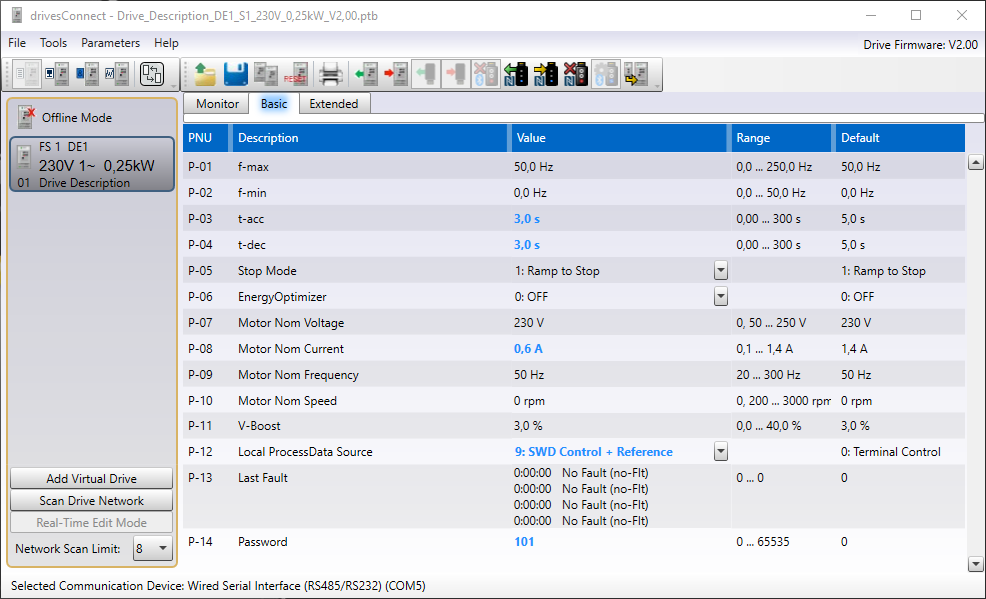 drivesConnect - Drive_Description_DE1_S1_230V_0,25kW_V2,00.ptb
File Tools Parameters Help
Drive Firmware: V2.00
RESET
Monitor Basic Extended
Offline Mode
FS 1 DE1
230V 1~ 0,25kW
01 Drive Description
PNU Description Value Range Default
P-01 f-max 50,0 Hz 0,0 ... 250,0 Hz 50,0 Hz
P-02 f-min 0,0 Hz 0,0 ... 50,0 Hz 0,0 Hz
P-03 t-acc 3,0 s 0,00 ... 300 s 5,0 s
P-04 t-dec 3,0 s 0,00 ... 300 s 5,0 s
P-05 Stop Mode 1: Ramp to Stop 1: Ramp to Stop
P-06 EnergyOptimizer 0: OFF 0: OFF
P-07 Motor Nom Voltage 230 V 0, 50 ... 250 V 230 V
P-08 Motor Nom Current 0,6 A 0,1 ... 1,4 A 1,4 A
P-09 Motor Nom Frequency 50 Hz 20 ... 300 Hz 50 Hz
P-10 Motor Nom Speed 0 rpm 0, 200 ... 3000 rpm 0 rpm
P-11 V-Boost 3,0 % 0,0 ... 40,0 % 3,0 %
P-12 Local ProcessData Source 9: SWD Control + Reference 0: Terminal Control
P-13 Last Fault 0:00:00 No Fault (no-Flt) 0 ... 0 0
0:00:00 No Fault (no-Flt)
0:00:00 No Fault (no-Flt)
0:00:00 No Fault (no-Flt)
P-14 Password 101 0 ... 65535 0
Add Virtual Drive
Scan Drive Network
Real-Time Edit Mode
Network Scan Limit: 8
Selected Communication Device: Wired Serial Interface (RS485/RS232) (COM5)